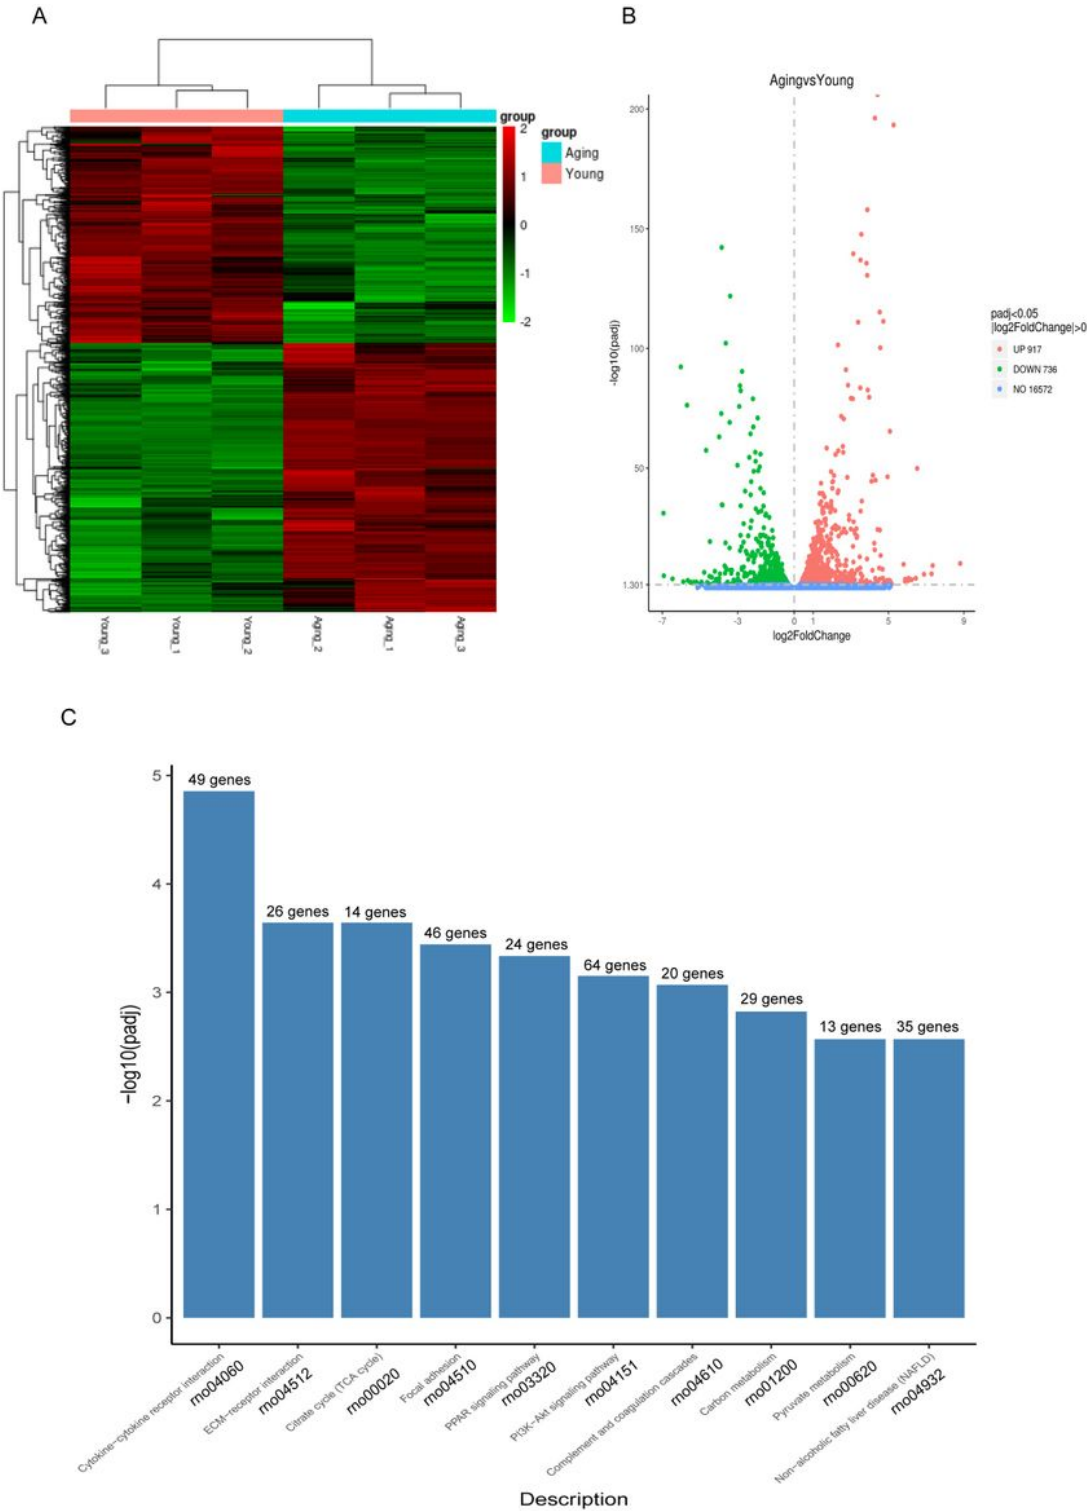 A
B
group
2
1
0
-1
-2
group
Aging
Young
Young_3
Young_1
Young_2
Aging_2
Aging_1
Aging_3
AgingvsYoung
200
150
100
50
1.301
-log10(padj)
-7
-3
0
1
5
9
log2FoldChange
padj<0.05
|log2FoldChange|>0
UP 917
DOWN 736
NO 16572
C
5
4
3
2
1
0
−log10(padj)
49 genes
26 genes
14 genes
46 genes
24 genes
64 genes
20 genes
29 genes
13 genes
35 genes
Cytokine−cytokine receptor interaction
rno04060
ECM−receptor interaction
rno04512
Citrate cycle (TCA cycle)
rno00020
Focal adhesion
rno04510
PPAR signaling pathway
rno03320
PI3K−Akt signaling pathway
rno04151
Complement and coagulation cascades
rno04610
Carbon metabolism
rno01200
Pyruvate metabolism
rno00620
Non−alcoholic fatty liver disease (NAFLD)
rno04932
Description